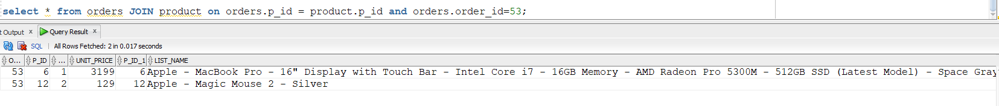 select * from orders JOIN product on orders.p_id = product.p_id and orders.order_id=53;
t Output x Query Result x
SQL | All Rows Fetched: 2 in 0.017 seconds
O... P_ID ... UNIT_PRICE P_ID_1 LIST_NAME
53 6 1 3199 6 Apple - MacBook Pro - 16" Display with Touch Bar - Intel Core i7 - 16GB Memory - AMD Radeon Pro 5300M - 512GB SSD (Latest Model) - Space Gray
53 12 2 129 12 Apple - Magic Mouse 2 - Silver